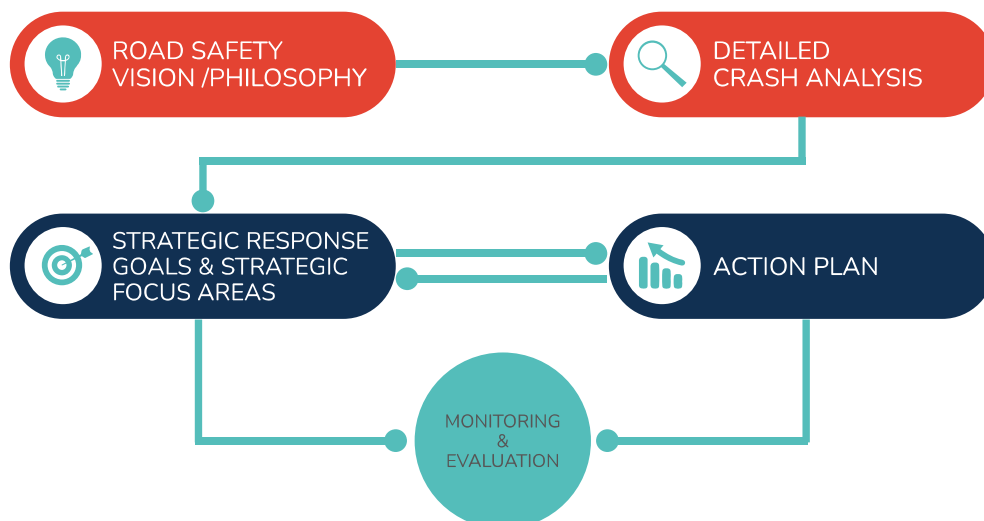 ROAD SAFETY
VISION /PHILOSOPHY
DETAILED
CRASH ANALYSIS
STRATEGIC RESPONSE
GOALS & STRATEGIC
FOCUS AREAS
ACTION PLAN
MONITORING
&
EVALUATION